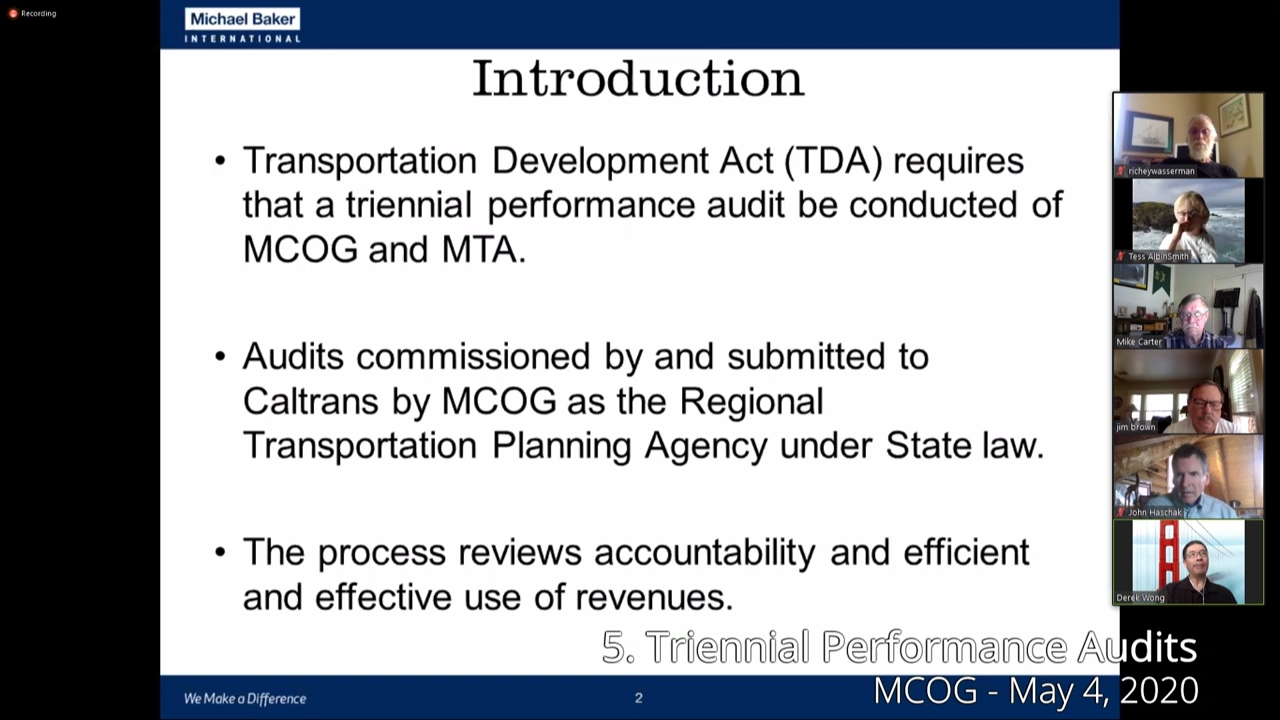 Recording
Michael Baker
INTERNATIONAL
Introduction
• Transportation Development Act (TDA) requires
that a triennial performance audit be conducted of
MCOG and MTA.
• Audits commissioned by and submitted to
Caltrans by MCOG as the Regional
Transportation Planning Agency under State law.
• The process reviews accountability and efficient
and effective use of revenues.
We Make a Difference
2
5. Triennial Performance Audits
MCOG - May 4, 2020
richeywasserman
Tess AlbinSmith
Mike Carter
jim brown
John Haschak
Derek Wong